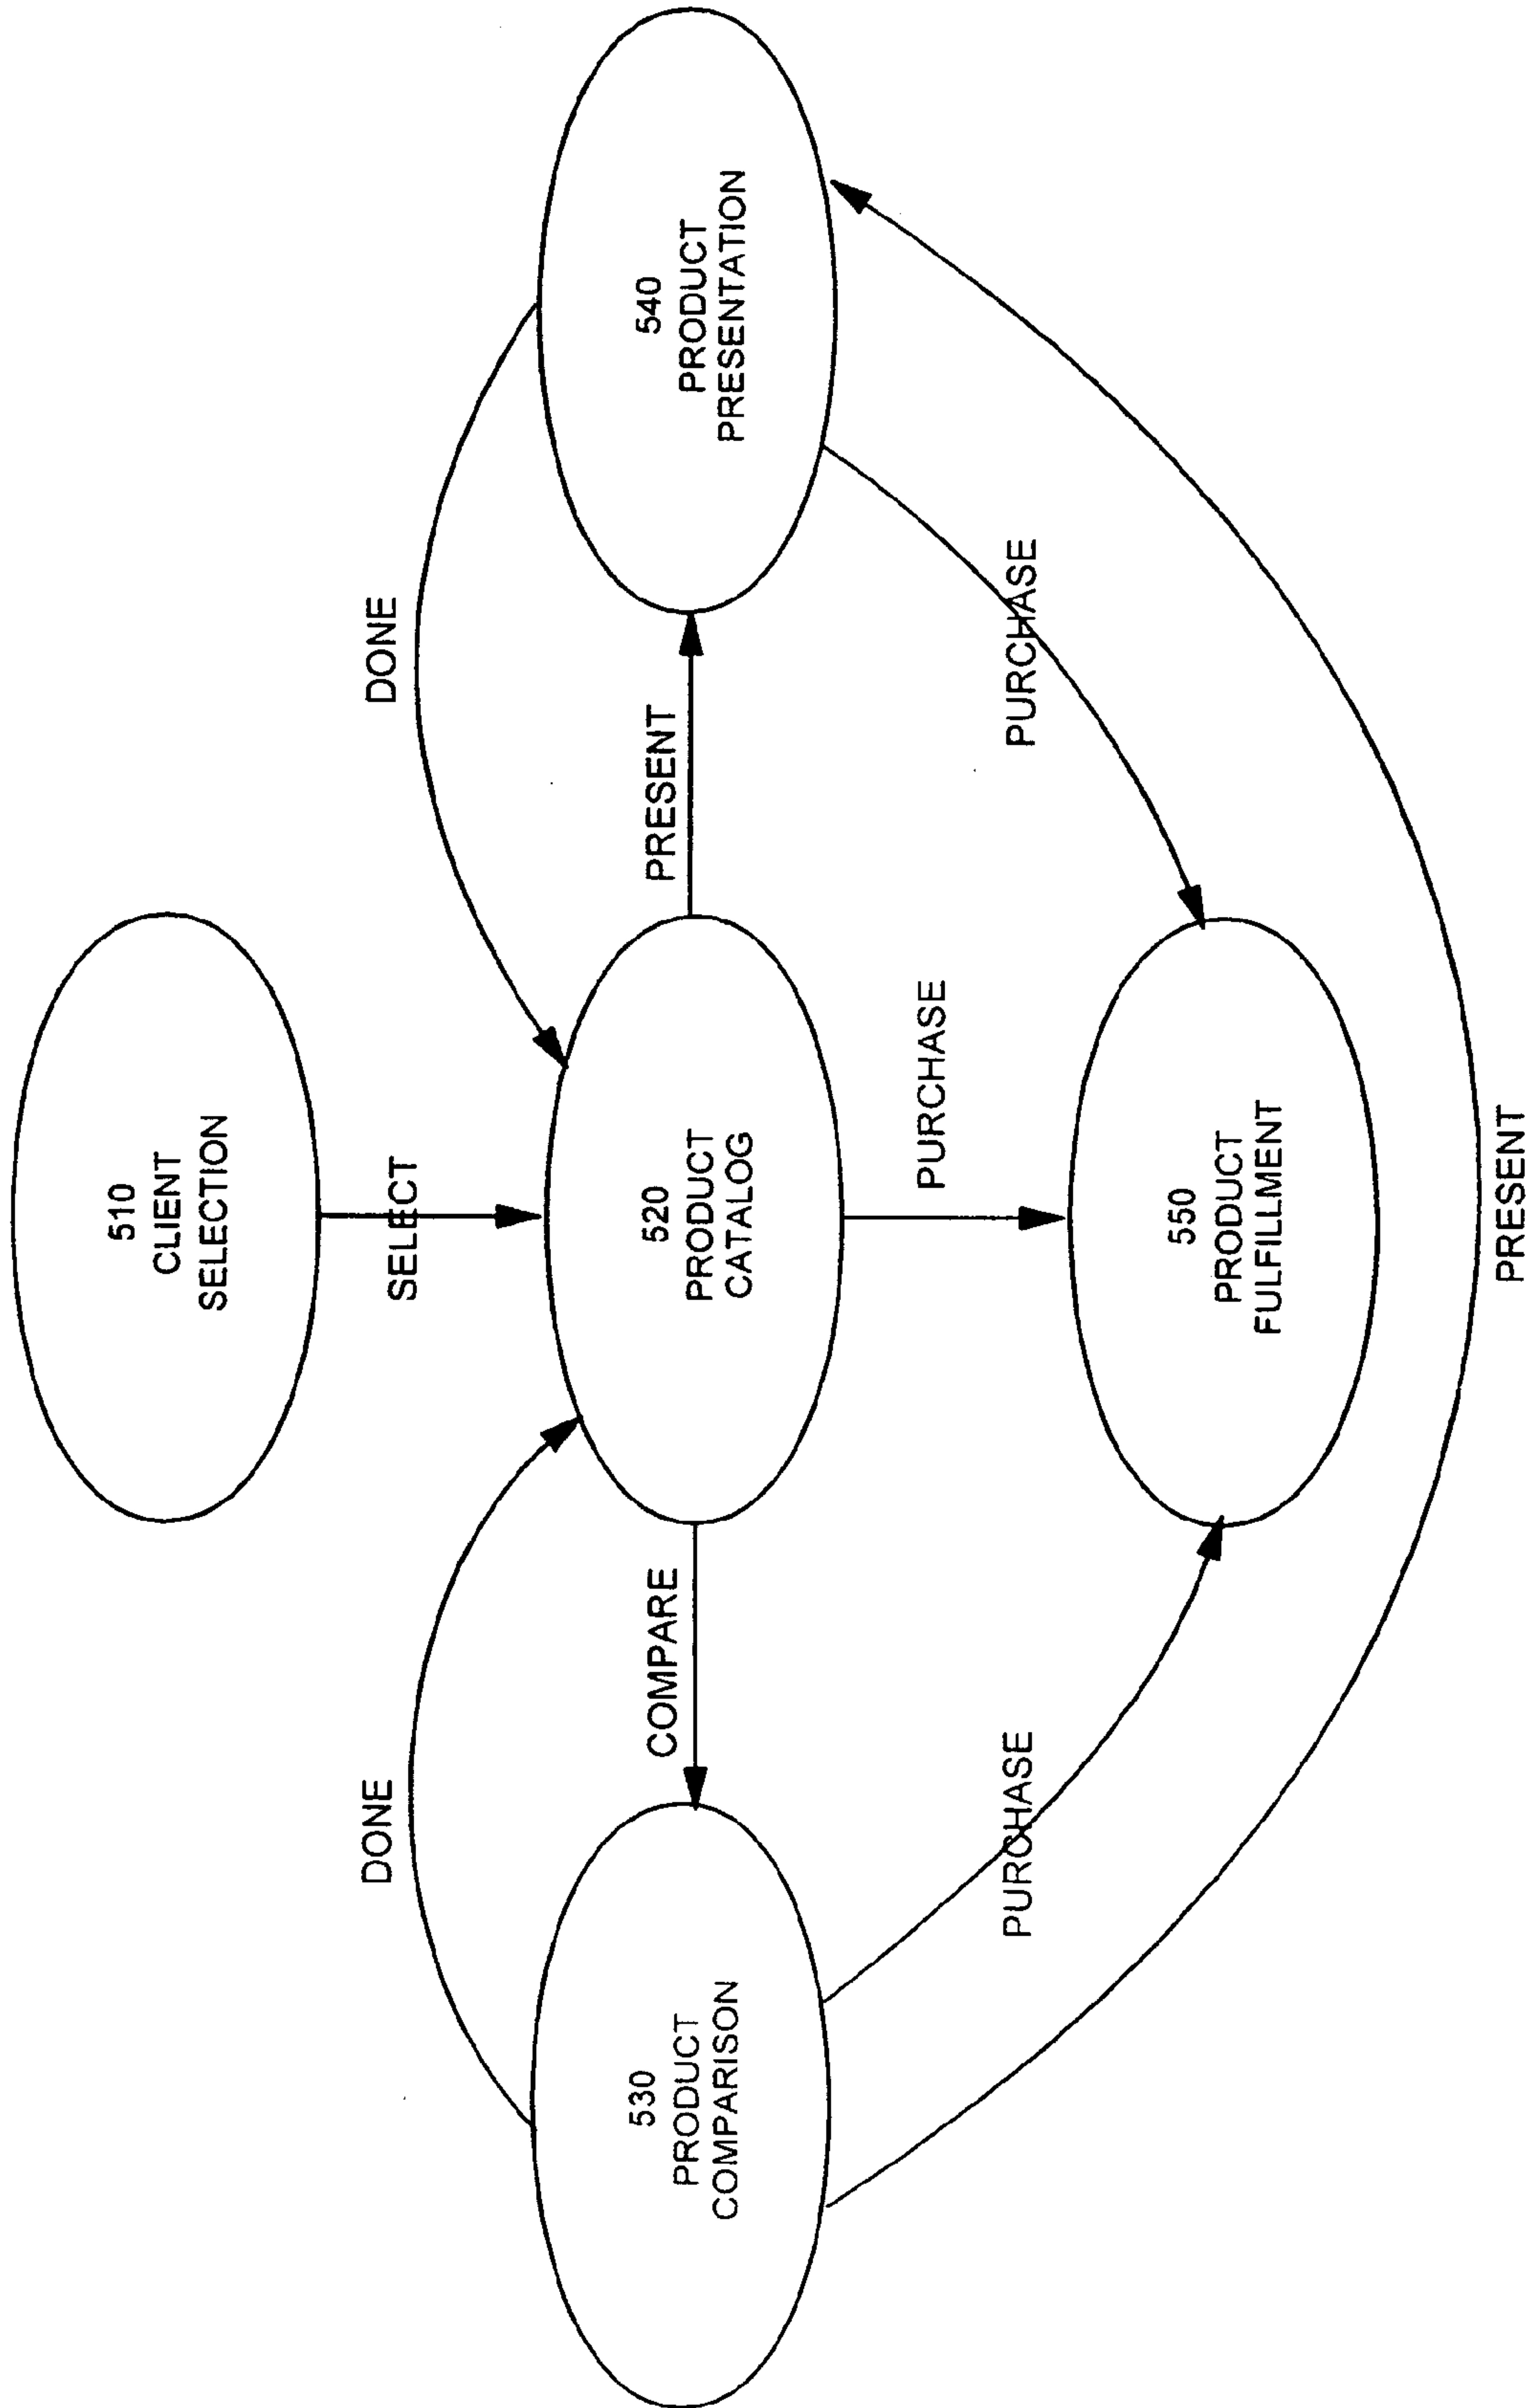 510
CLIENT
SELECTION
DONE
SELECT
DONE
530
PRODUCT
COMPARISON
COMPARE
520
PRODUCT
CATALOG
PRESENT
540
PRODUCT
PRESENTATION
PURCHASE
PURCHASE
PURCHASE
550
PRODUCT
FULFILLMENT
PRESENT